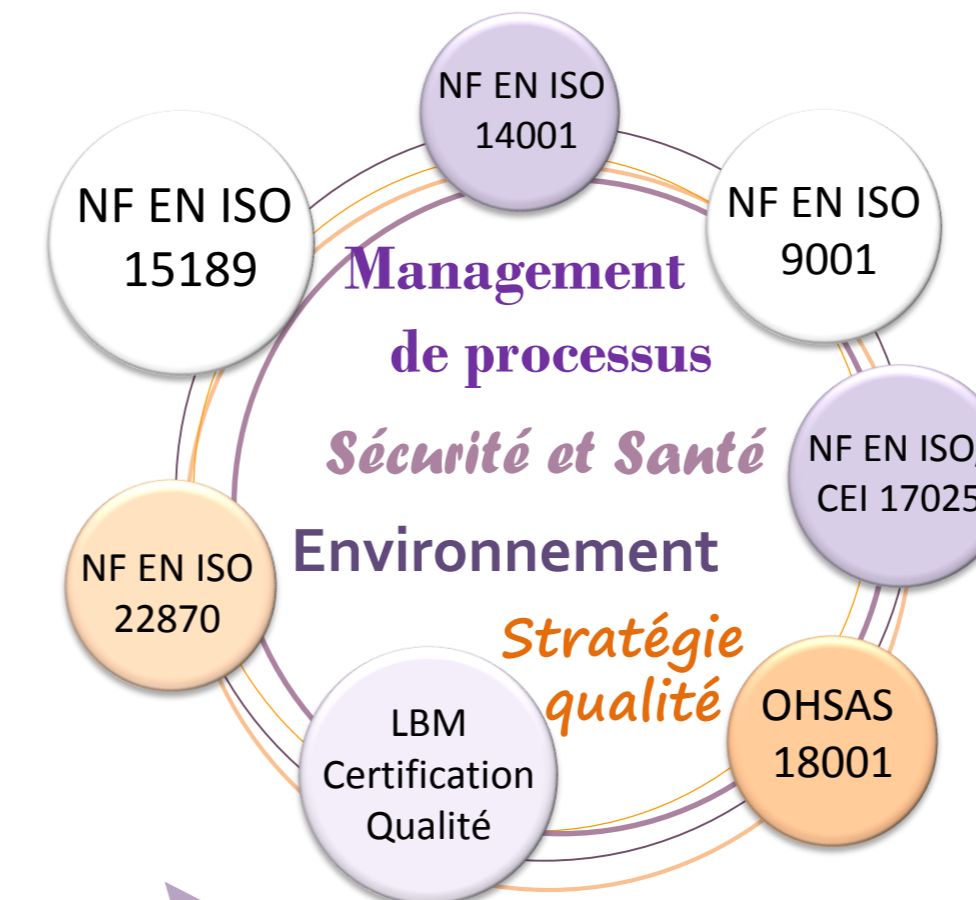 NF EN ISO
14001
NF EN ISO
15189
NF EN ISO
9001
Management
de processus
Sécurité et Santé
NF EN ISO/
CEI 17025
Environnement
NF EN ISO
22870
Stratégie
qualité
OHSAS
18001
LBM
Certification
Qualité